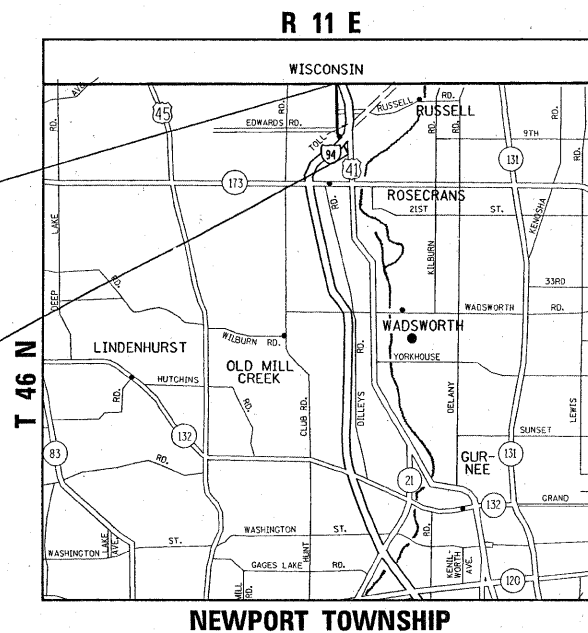 R 11 E
WISCONSIN
AVE.
RD.
45
RD.
EDWARDS RD.
TOLL
94
41
RUSSELL
RD.
RUSSELL
RD.
RD.
9TH
RD.
131
RD.
173
RD.
ROSECRANS
21ST ST.
KENOSHA
LAKE
DEEP
RD.
KILBURN
33RD
WADSWORTH RD.
WADSWORTH
YORKHOUSE
T 46 N
LINDENHURST
WILBURN RD.
OLD MILL
CREEK
HUTCHINS
RD.
RD.
CLUB RD.
RD.
DILLEYS
DELANY
LEWIS
SUNSET
132
83
RD.
GUR-
NEE
131
21
132
GRAND
WASHINGTON
LAKE
AVE.
ST.
WASHINGTON ST.
HUNT
GAGES LAKE RD.
MILL
RD.
RD.
KENIL-
WORTH
AVE.
120
NEWPORT TOWNSHIP